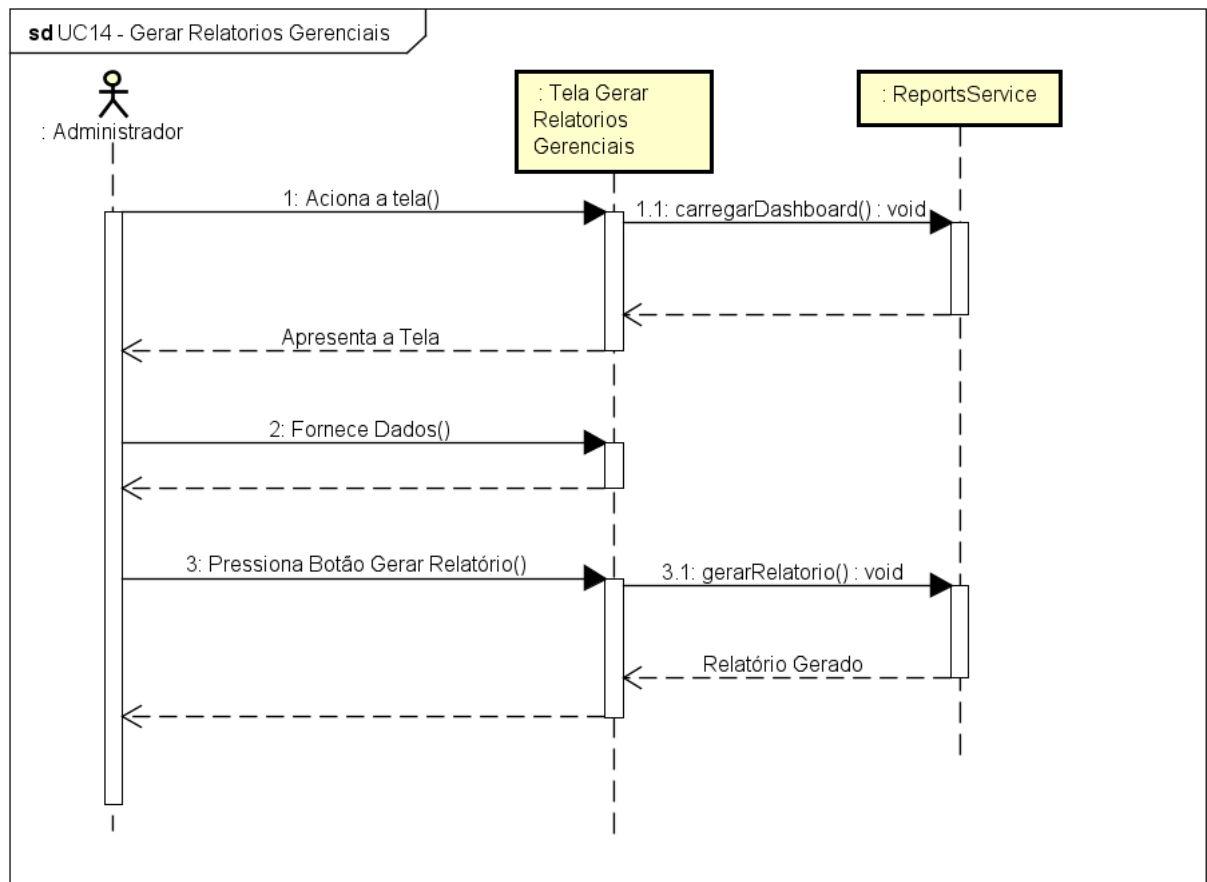 sd UC14 - Gerar Relatorios Gerenciais
: Administrador
: Tela Gerar
Relatorios
Gerenciais
: ReportsService
1: Aciona a tela()
1.1: carregarDashboard() : void
Apresenta a Tela
2: Fornece Dados()
3: Pressiona Botão Gerar Relatório()
3.1: gerarRelatorio() : void
Relatório Gerado